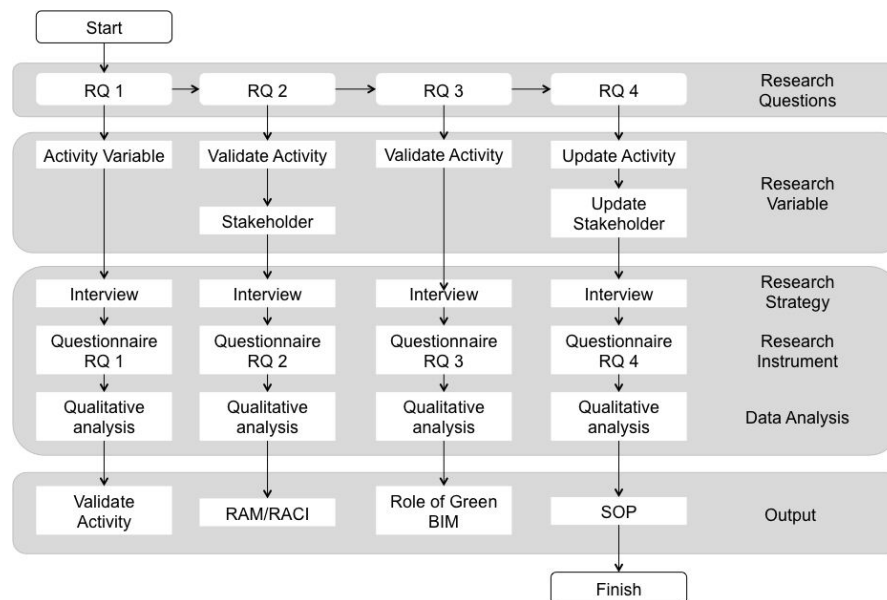 Start
RQ 1
RQ 2
RQ 3
RQ 4
Research
Questions
Activity Variable
Validate Activity
Validate Activity
Update Activity
Stakeholder
Update
Stakeholder
Research
Variable
Interview
Interview
Interview
Interview
Research
Strategy
Questionnaire
RQ 1
Questionnaire
RQ 2
Questionnaire
RQ 3
Questionnaire
RQ 4
Research
Instrument
Qualitative
analysis
Qualitative
analysis
Qualitative
analysis
Qualitative
analysis
Data Analysis
Validate
Activity
RAM/RACI
Role of Green
BIM
SOP
Output
Finish